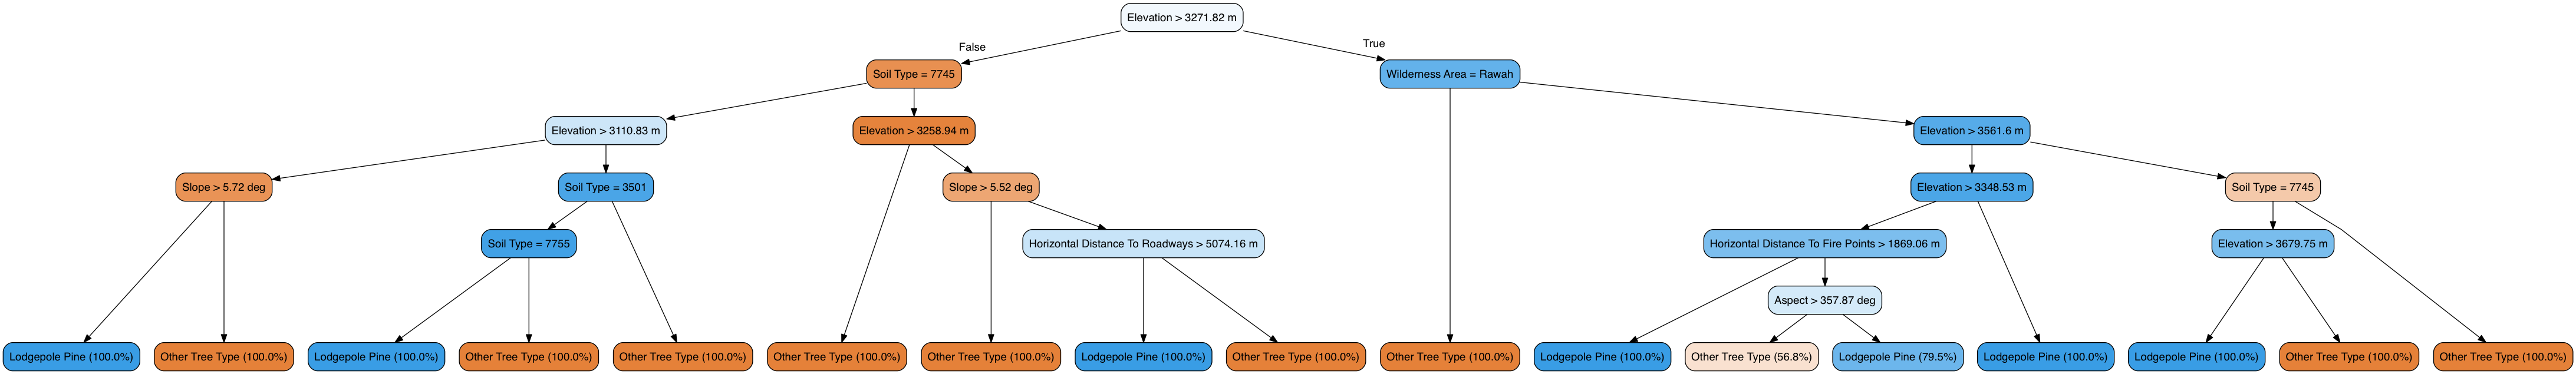 Elevation > 3271.82 m
False
True
Soil Type = 7745
Wilderness Area = Rawah
Elevation > 3110.83 m
Elevation > 3258.94 m
Elevation > 3561.6 m
Slope > 5.72 deg
Soil Type = 3501
Slope > 5.52 deg
Elevation > 3348.53 m
Soil Type = 7745
Soil Type = 7755
Horizontal Distance To Roadways > 5074.16 m
Horizontal Distance To Fire Points > 1869.06 m
Elevation > 3679.75 m
Aspect > 357.87 deg
Lodgepole Pine (100.0%)
Other Tree Type (100.0%)
Lodgepole Pine (100.0%)
Other Tree Type (100.0%)
Other Tree Type (100.0%)
Other Tree Type (100.0%)
Other Tree Type (100.0%)
Lodgepole Pine (100.0%)
Other Tree Type (100.0%)
Other Tree Type (100.0%)
Lodgepole Pine (100.0%)
Other Tree Type (56.8%)
Lodgepole Pine (79.5%)
Lodgepole Pine (100.0%)
Lodgepole Pine (100.0%)
Other Tree Type (100.0%)
Other Tree Type (100.0%)